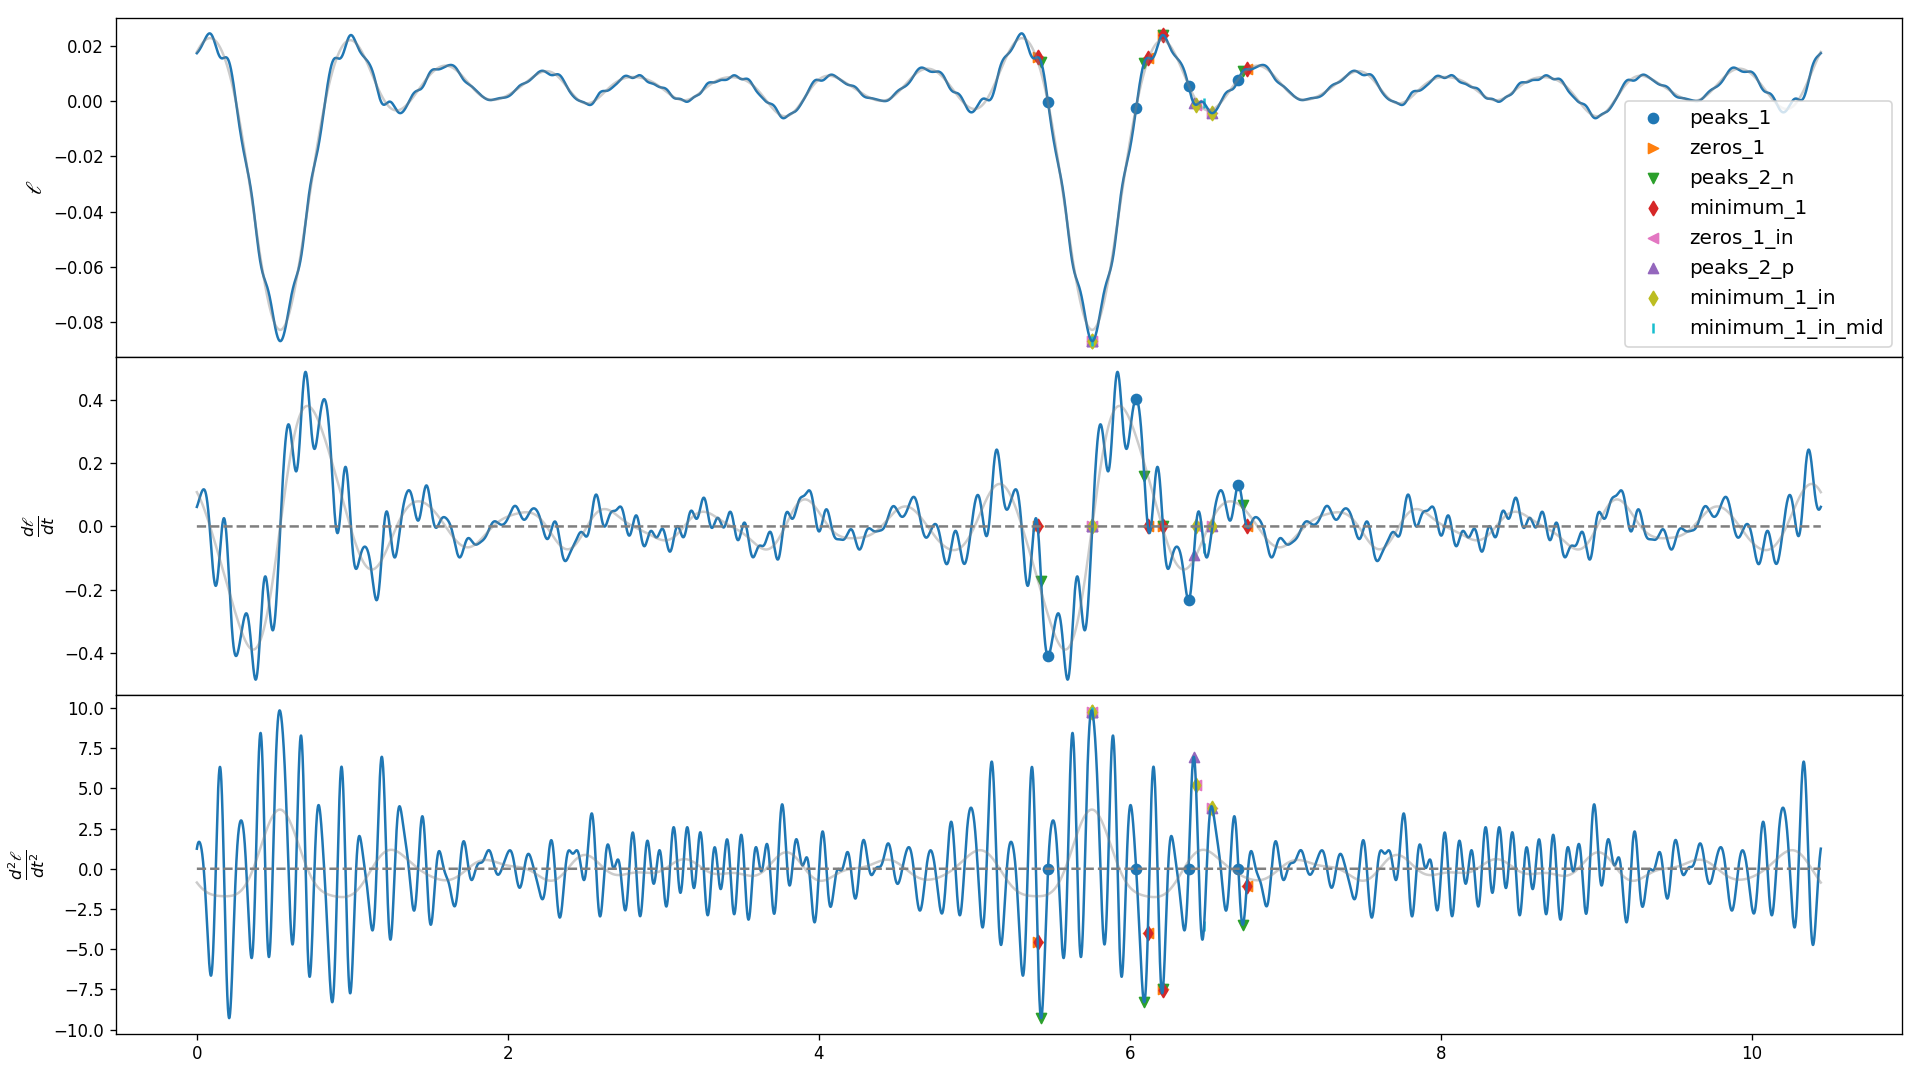 0.02
0.00
−0.02
−0.04
−0.06
−0.08
ℓ
peaks_1
zeros_1
peaks_2_n
minimum_1
zeros_1_in
peaks_2_p
minimum_1_in
minimum_1_in_mid
0.4
0.2
0.0
−0.2
−0.4
dℓ
dt
10.0
7.5
5.0
2.5
0.0
−2.5
−5.0
−7.5
−10.0
d²ℓ
dt²
0 2 4 6 8 10